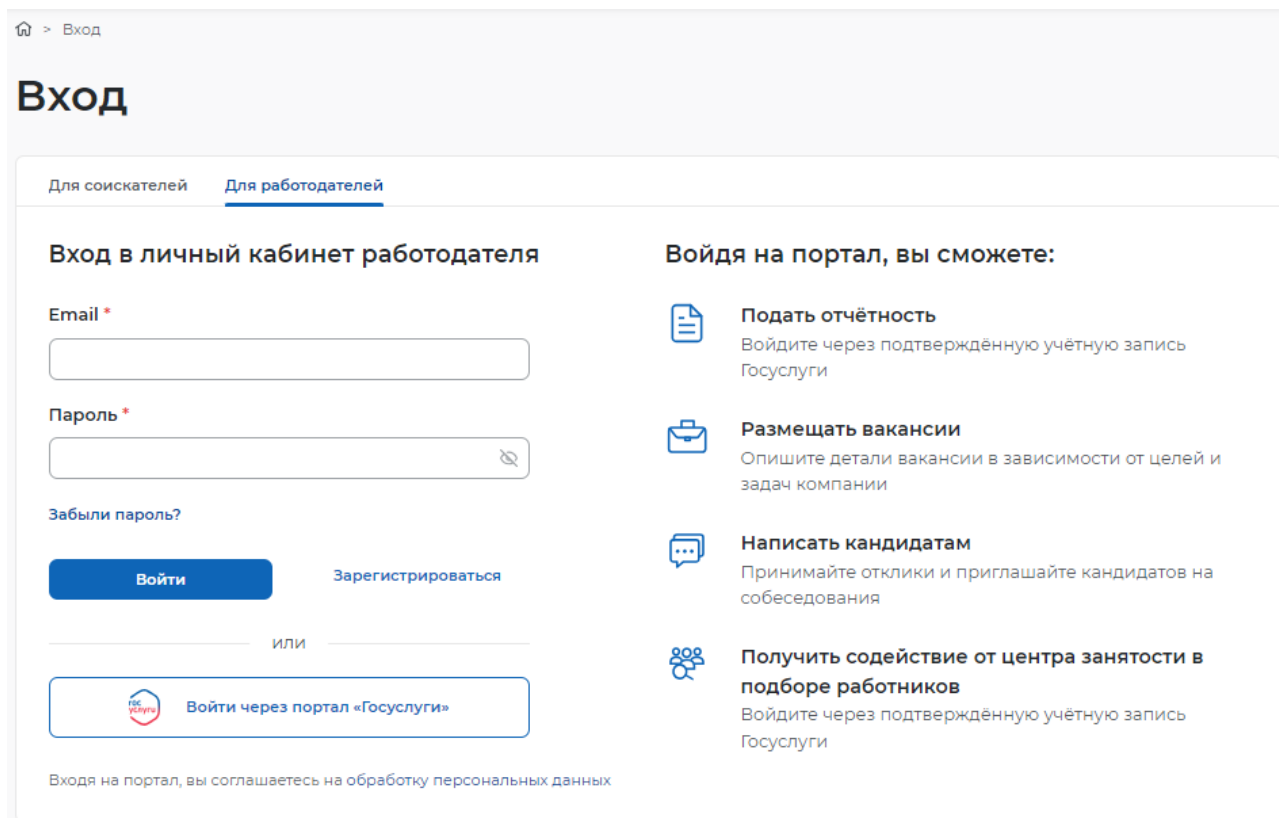 > Вход
Вход
Для соискателей Для работодателей
Вход в личный кабинет работодателя
Email *
Пароль *
Забыли пароль?
Войти Зарегистрироваться
или
гос
услуги
Войти через портал «Госуслуги»
Входя на портал, вы соглашаетесь на обработку персональных данных
Войдя на портал, вы сможете:
Подать отчётность
Войдите через подтверждённую учётную запись
Госуслуги
Размещать вакансии
Опишите детали вакансии в зависимости от целей и
задач компании
Написать кандидатам
Принимайте отклики и приглашайте кандидатов на
собеседования
Получить содействие от центра занятости в
подборе работников
Войдите через подтверждённую учётную запись
Госуслуги